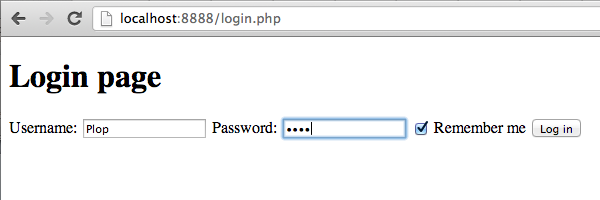 localhost:8888/login.php
Login page
Username: Plop Password: •••• Remember me Log in